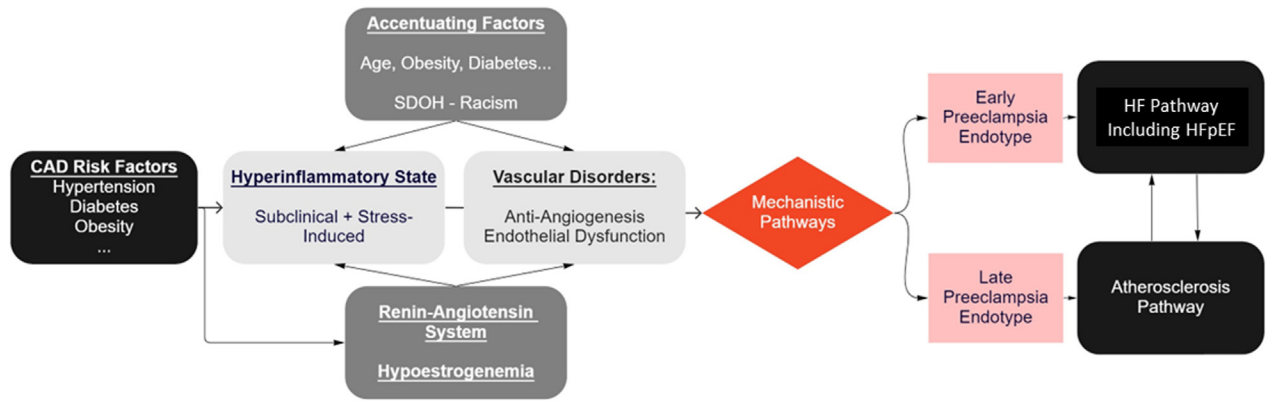 Accentuating Factors
Age, Obesity, Diabetes...
SDOH - Racism
CAD Risk Factors
Hypertension
Diabetes
Obesity
...
Hyperinflammatory State
Subclinical + Stress-
Induced
Vascular Disorders:
Anti-Angiogenesis
Endothelial Dysfunction
Renin-Angiotensin
System
Hypoestrogenemia
Mechanistic
Pathways
Early
Preeclampsia
Endotype
HF Pathway
Including HFpEF
Late
Preeclampsia
Endotype
Atherosclerosis
Pathway